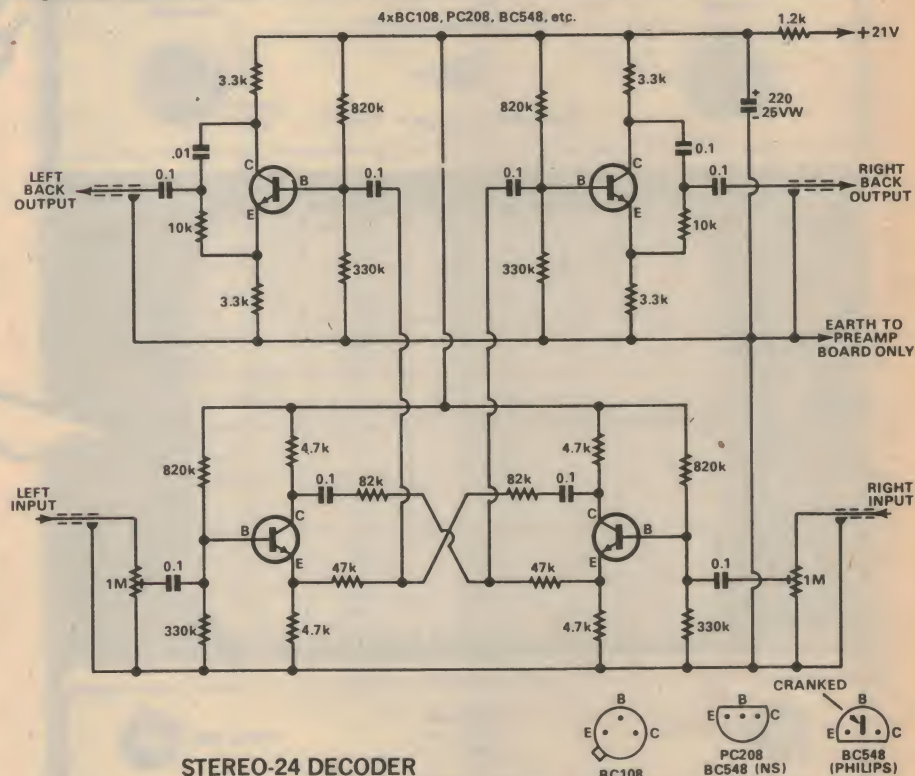 4xBC108, PC208, BC548, etc.
1.2k
+21V
3.3k
820k
820k
3.3k
+
220
-
25VW
.01
0.1
LEFT
BACK
OUTPUT
0.1
C
B
E
0.1
0.1
B
C
E
0.1
RIGHT
BACK
OUTPUT
10k
10k
330k
330k
3.3k
3.3k
EARTH TO
PREAMP
BOARD ONLY
4.7k
4.7k
820k
820k
LEFT
INPUT
0.1
82k
82k
0.1
RIGHT
INPUT
C
B
E
C
B
E
1M
0.1
47k
47k
0.1
1M
330k
4.7k
4.7k
330k
CRANKED
B
E
C
B
E
C
B
E
C
STEREO-24 DECODER
BC108
PC208
BC548 (NS)
BC548
(PHILIPS)